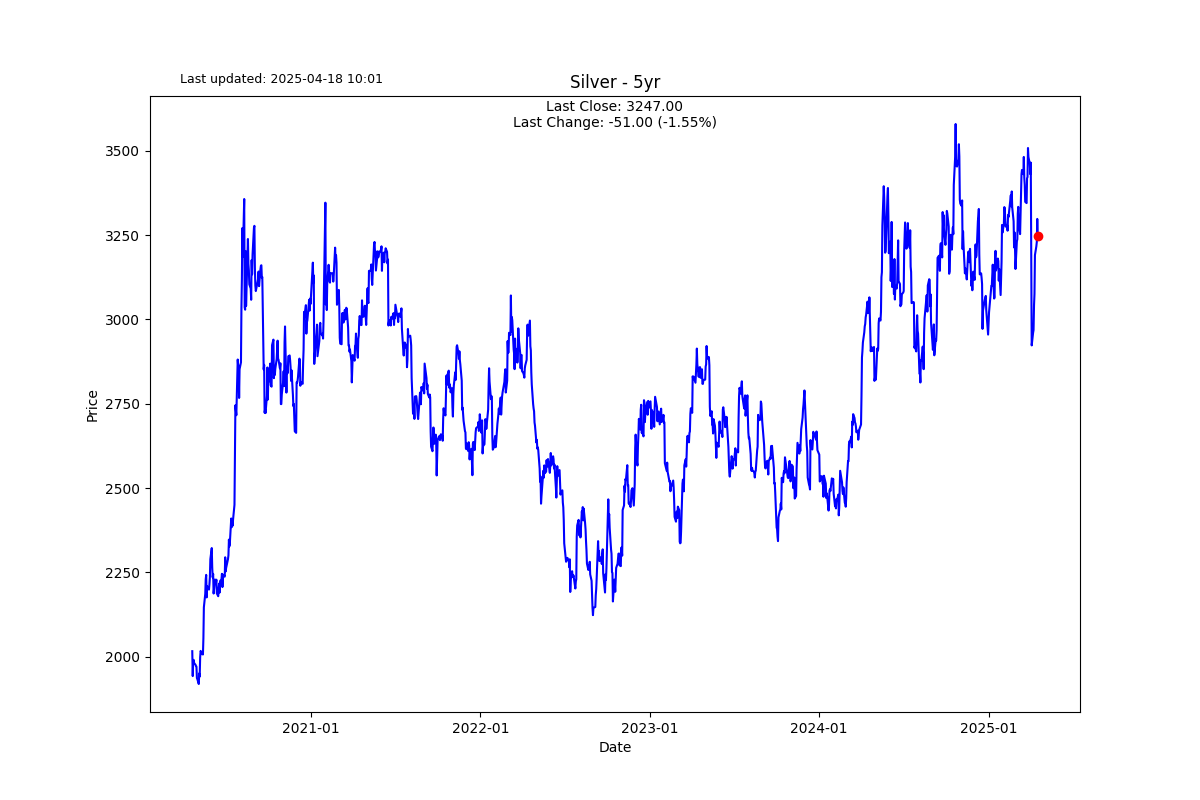 Last updated: 2025-04-18 10:01
Silver - 5yr
Last Close: 3247.00
Last Change: -51.00 (-1.55%)
Price
3500
3250
3000
2750
2500
2250
2000
2021-01
2022-01
2023-01
2024-01
2025-01
Date